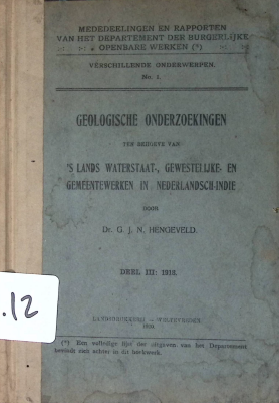 MEDEDEELINGEN EN RAPPORTEN
VAN HET DEPARTEMENT DER BURGERLIJKE
OPENBARE WERKEN (*)
VERSCHILLENDE ONDERWERPEN.
No. 1.
GEOLOGISCHE ONDERZOEKINGEN
TEN BEHOEVE VAN
'S LANDS WATERSTAAT-, GEWESTELIJKE- EN
GEMEENTEWERKEN IN NEDERLANDSCH-INDIE
DOOR
Dr. G. J. N. HENGEVELD.
DEEL III: 1919.
LANDSDRUKKERIJ - WELTEVREDEN
.12
(*) Een volledige lijst der uitgaven van het Departement
bevindt zich achter in dit boekwerk.